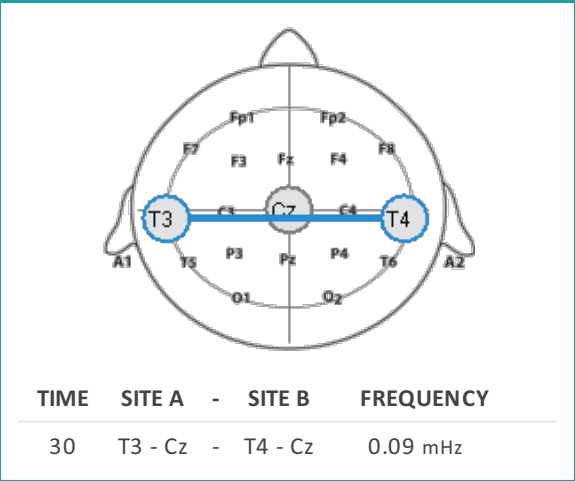 Fp1 Fp2
F7 F3 Fz F4 F8
T3 C3 Cz C4 T4
A1 T5 P3 Pz P4 T6 A2
O1 O2
TIME SITE A - SITE B FREQUENCY
30 T3 - Cz - T4 - Cz 0.09 mHz